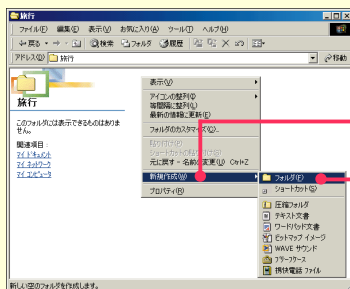 旅行
ファイル(F) 編集(E) 表示(V) お気に入り(A) ツール(T) ヘルプ(H)
戻る 検索 フォルダ 履歴
アドレス(D) 旅行 移動
旅行
このフォルダには表示できるものはありません。
関連項目:
マイ ドキュメント
マイ ネットワーク
マイ コンピュータ
表示(V)
アイコンの整列(I)
等間隔に整列(L)
最新の情報に更新(E)
フォルダのカスタマイズ(O)...
貼り付け(P)
ショートカットの貼り付け(S)
元に戻す - 名前の変更(U) Ctrl+Z
新規作成(W)
プロパティ(R)
フォルダ(F)
ショートカット(S)
圧縮フォルダ
テキスト文書
ワードパッド文書
ビットマップ イメージ
WAVE サウンド
ブリーフケース
携快電話 ファイル
新しい空のフォルダを作成します。